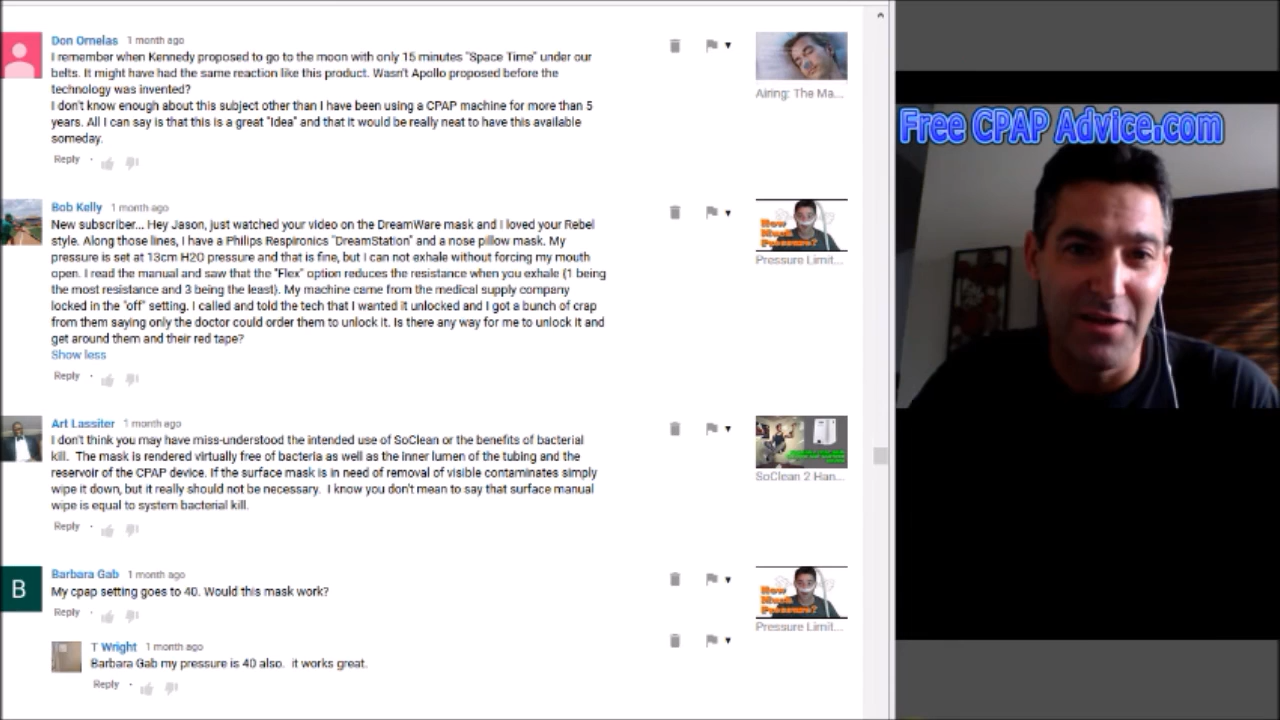 Don Ornelas 1 month ago
I remember when Kennedy proposed to go to the moon with only 15 minutes "Space Time" under our
belts. It might have had the same reaction like this product. Wasn't Apollo proposed before the
technology was invented?
I don't know enough about this subject other than I have been using a CPAP machine for more than 5
years. All I can say is that this is a great "Idea" and that it would be really neat to have this available
someday.
Reply
Airing: The Ma...
Free CPAP Advice.com
Bob Kelly 1 month ago
New subscriber... Hey Jason, just watched your video on the DreamWare mask and I loved your Rebel
style. Along those lines, I have a Philips Respironics "DreamStation" and a nose pillow mask. My
pressure is set at 13cm H2O pressure and that is fine, but I can not exhale without forcing my mouth
open. I read the manual and saw that the "Flex" option reduces the resistance when you exhale (1 being
the most resistance and 3 being the least). My machine came from the medical supply company
locked in the "off" setting. I called and told the tech that I wanted it unlocked and I got a bunch of crap
from them saying only the doctor could order them to unlock it. Is there any way for me to unlock it and
get around them and their red tape?
Show less
Reply
How
Much
Pressure?
Pressure Limit...
Art Lassiter 1 month ago
I don't think you may have miss-understood the intended use of SoClean or the benefits of bacterial
kill. The mask is rendered virtually free of bacteria as well as the inner lumen of the tubing and the
reservoir of the CPAP device. If the surface mask is in need of removal of visible contaminates simply
wipe it down, but it really should not be necessary. I know you don't mean to say that surface manual
wipe is equal to system bacterial kill.
Reply
SoClean 2 Han...
B
Barbara Gab 1 month ago
My cpap setting goes to 40. Would this mask work?
Reply
How
Much
Pressure?
Pressure Limit...
T Wright 1 month ago
Barbara Gab my pressure is 40 also. it works great.
Reply